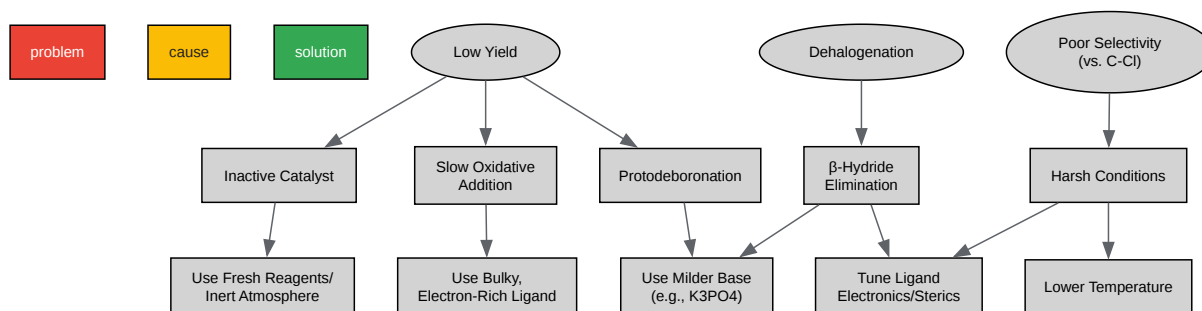 problem
cause
solution
Low Yield
Dehalogenation
Poor Selectivity
(vs. C-Cl)
Inactive Catalyst
Slow Oxidative
Addition
Protodeboronation
β-Hydride
Elimination
Harsh Conditions
Use Fresh Reagents/
Inert Atmosphere
Use Bulky,
Electron-Rich Ligand
Use Milder Base
(e.g., K3PO4)
Tune Ligand
Electronics/Sterics
Lower Temperature